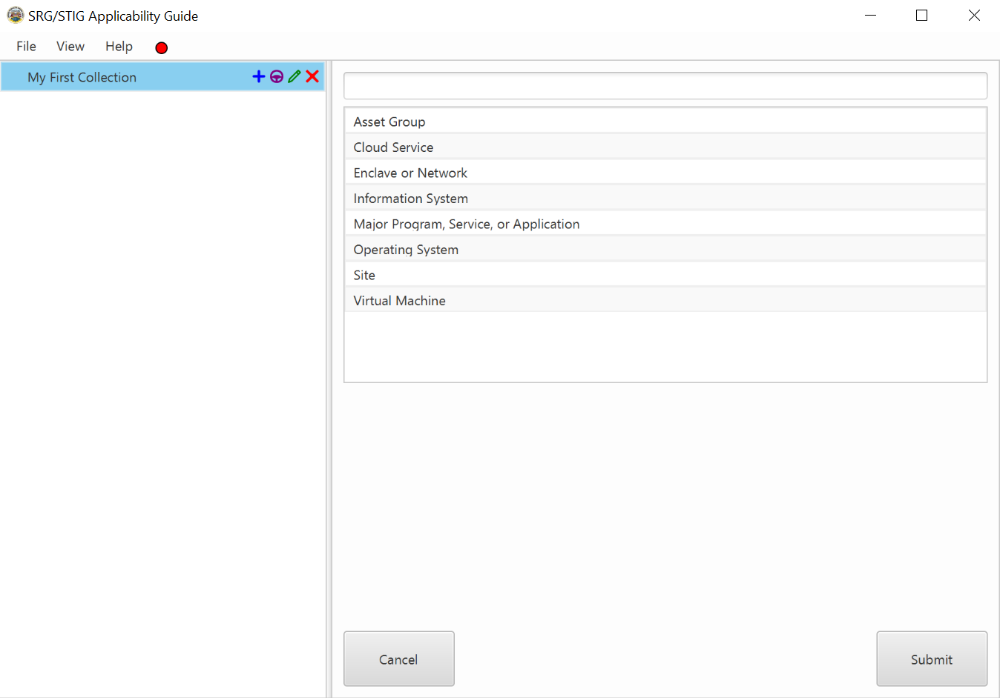 SRG/STIG Applicability Guide
File View Help
My First Collection
Asset Group
Cloud Service
Enclave or Network
Information System
Major Program, Service, or Application
Operating System
Site
Virtual Machine
Cancel
Submit